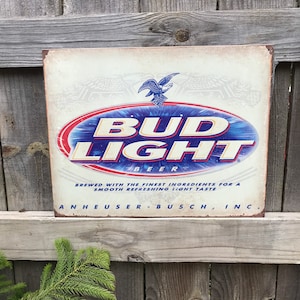 BUD
LIGHT
BEER
BREWED WITH THE FINEST INGREDIENTS FOR A
SMOOTH REFRESHING LIGHT TASTE
ANHEUSER-BUSCH, INC